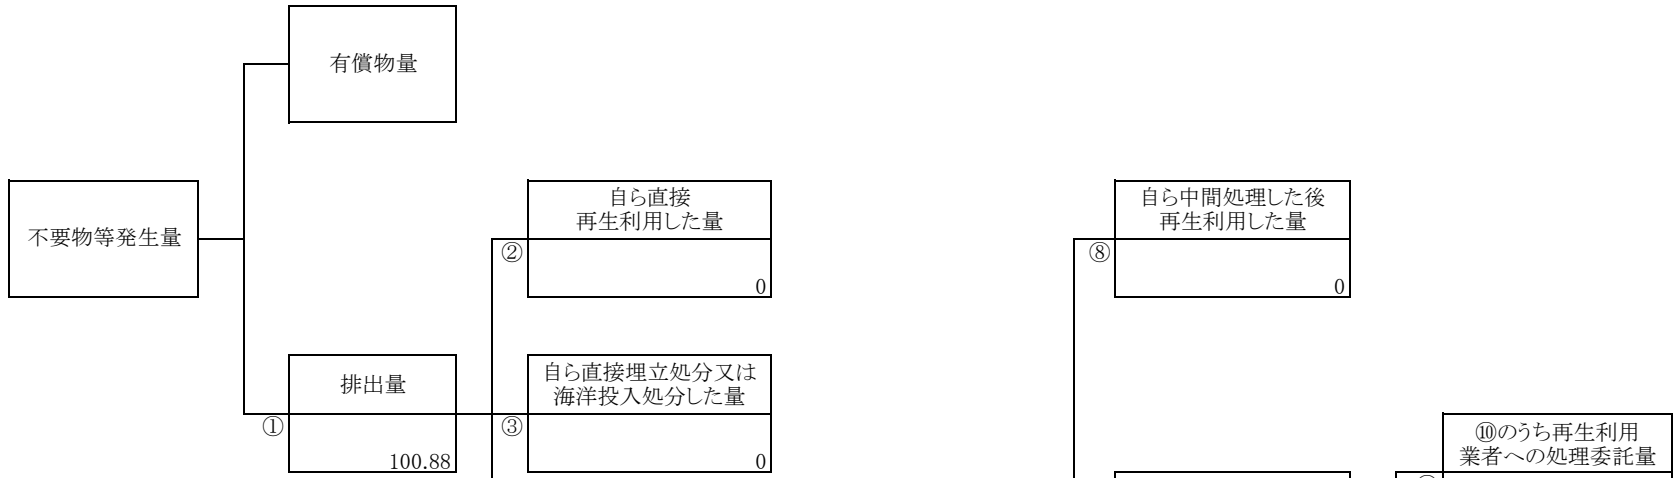 有償物量
不要物等発生量
自ら直接
再生利用した量
②
0
自ら中間処理した後
再生利用した量
⑧
0
排出量
①
100.88
自ら直接埋立処分又は
海洋投入処分した量
③
0
⑩のうち再生利用
業者への処理委託量